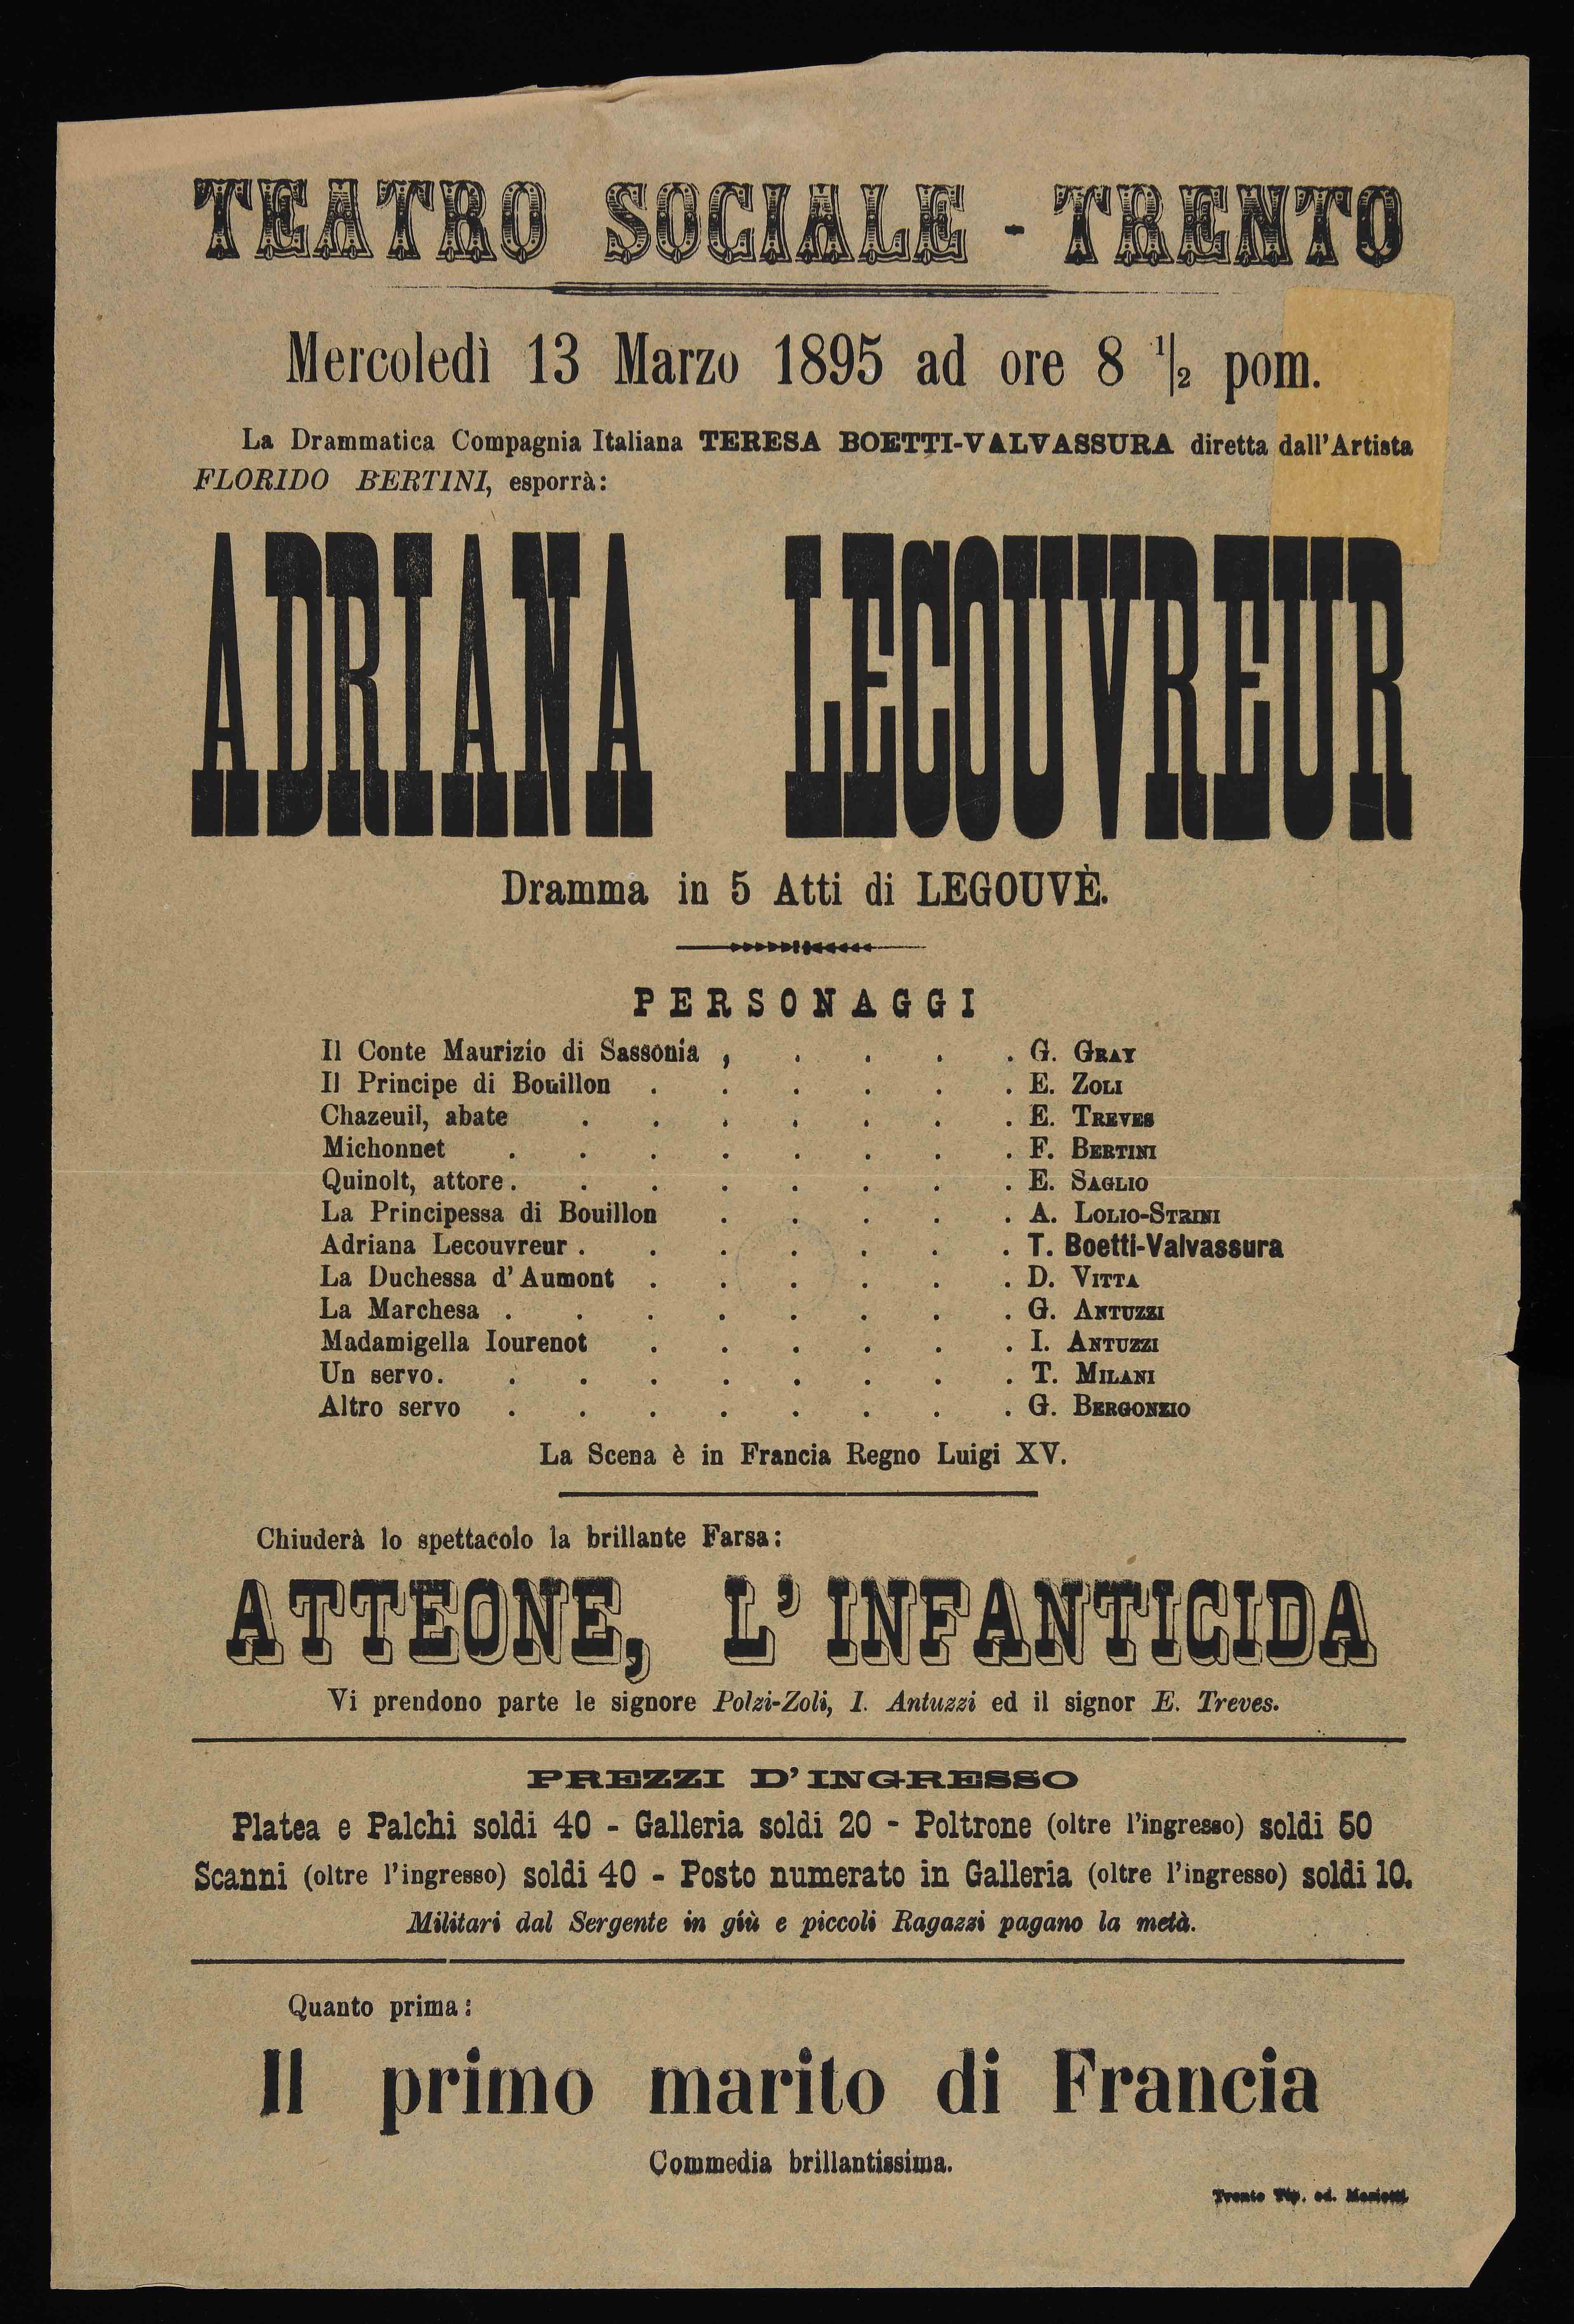 TEATRO SOCIALE - TRENTO
Mercoledì 13 Marzo 1895 ad ore 8 1/2 pom.
La Drammatica Compagnia Italiana TERESA BOETTI-VALVASSURA diretta dall'Artista
FLORIDO BERTINI, esporrà:
ADRIANA LECOUVREUR
Dramma in 5 Atti di LEGOUVÈ.
PERSONAGGI
Il Conte Maurizio di Sassonia , . . . . G. GRAY
Il Principe di Bouillon . . . . . . E. ZOLI
Chazeuil, abate . . . . . . . E. TREVES
Michonnet . . . . . . . . F. BERTINI
Quinolt, attore . . . . . . . . E. SAGLIO
La Principessa di Bouillon . . . . . A. LOLIO-STRINI
Adriana Lecouvreur . . . . . . . T. Boetti-Valvassura
La Duchessa d'Aumont . . . . . . D. VITTA
La Marchesa . . . . . . . . G. ANTUZZI
Madamigella Iourenot . . . . . . I. ANTUZZI
Un servo . . . . . . . . . T. MILANI
Altro servo . . . . . . . . G. BERGONZIO
La Scena è in Francia Regno Luigi XV.
Chiuderà lo spettacolo la brillante Farsa:
ATTEONE, L'INFANTICIDA
Vi prendono parte le signore Polzi-Zoli, I. Antuzzi ed il signor E. Treves.
PREZZI D'INGRESSO
Platea e Palchi soldi 40 - Galleria soldi 20 - Poltrone (oltre l'ingresso) soldi 50
Scanni (oltre l'ingresso) soldi 40 - Posto numerato in Galleria (oltre l'ingresso) soldi 10.
Militari dal Sergente in giù e piccoli Ragazzi pagano la metà.
Quanto prima:
Il primo marito di Francia
Commedia brillantissima.
Trento Tip. ed. Marietti.